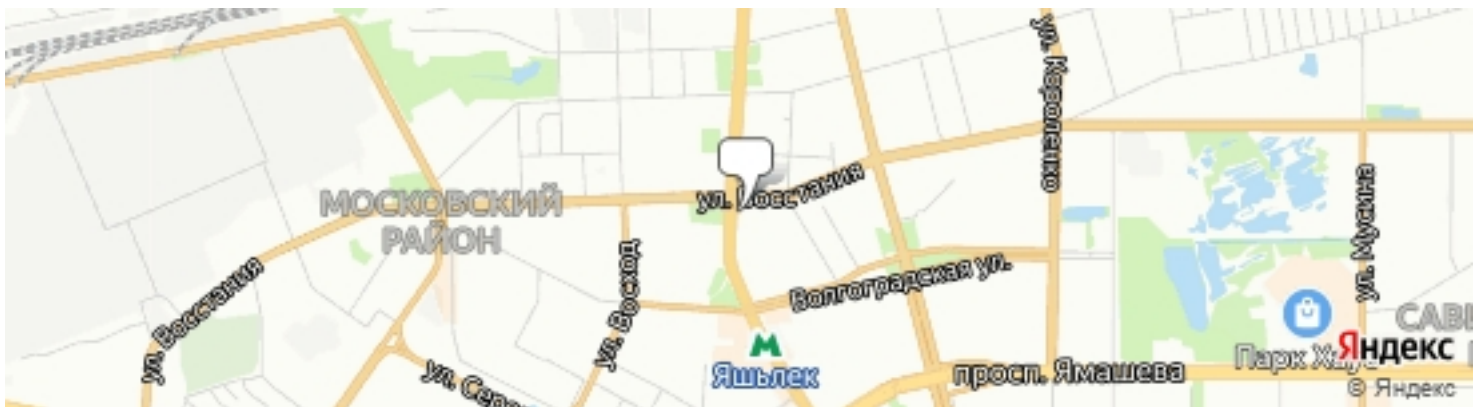 ул. Короленко
МОСКОВСКИЙ
РАЙОН
ул. Восстания
ул. Мусина
ул. Восстания
ул. Восход
Волгоградская ул.
Яшьлек
просп. Ямашева
Парк
Яндекс
© Яндекс